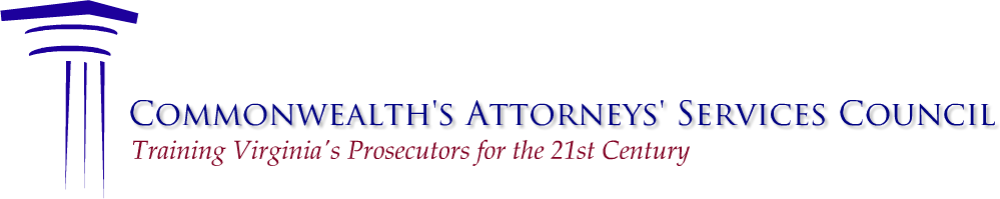 Commonwealth's Attorneys' Services Council
Training Virginia's Prosecutors for the 21st Century